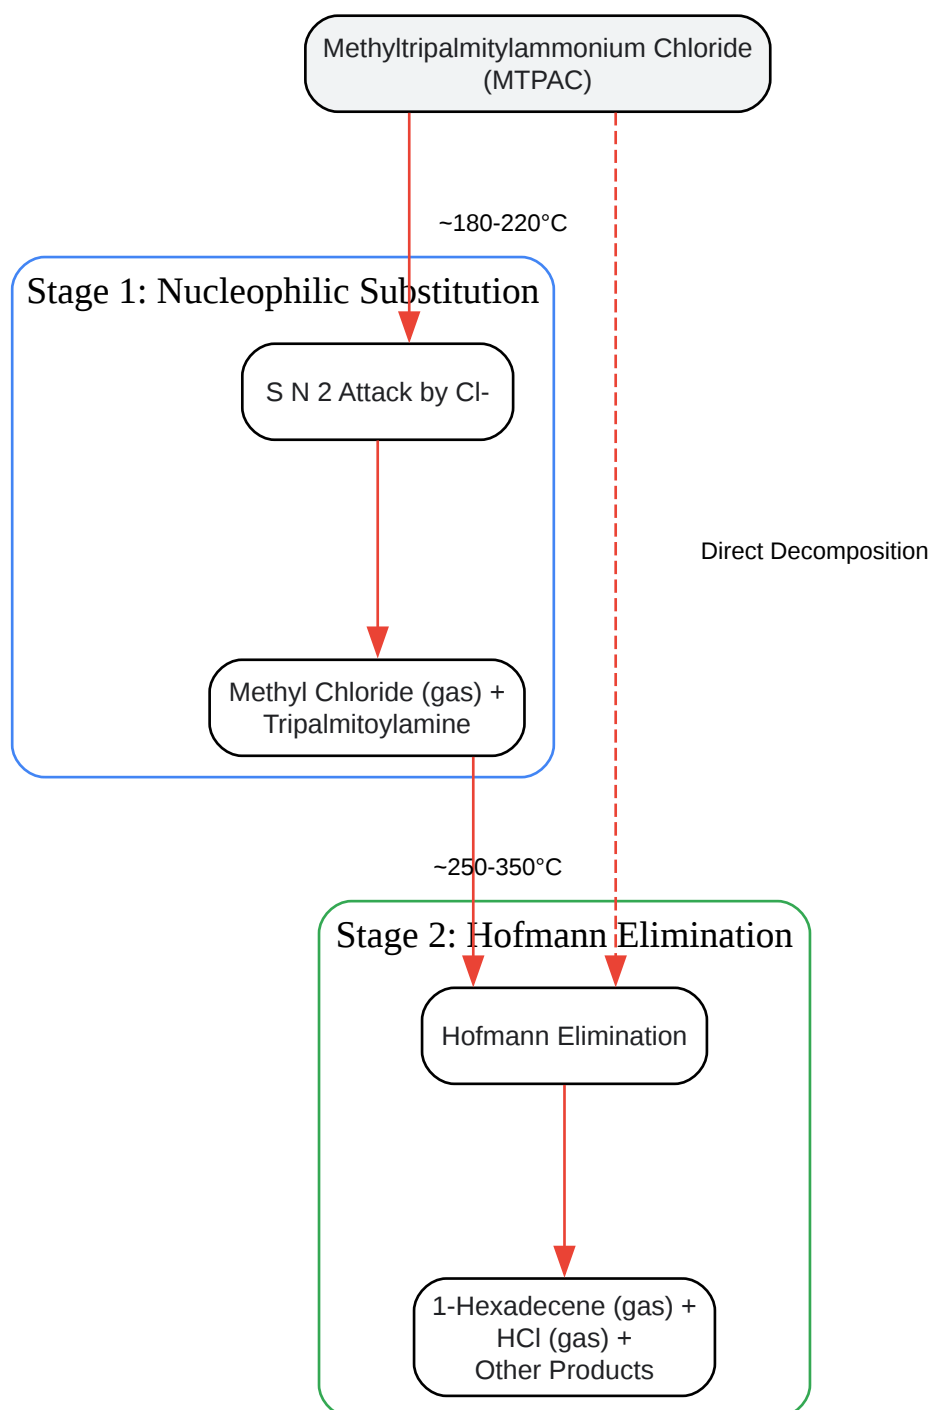 Methyltripalmitylammonium Chloride
(MTPAC)
~180-220°C
Stage 1: Nucleophilic Substitution
S N 2 Attack by Cl-
Direct Decomposition
Methyl Chloride (gas) +
Tripalmitoylamine
~250-350°C
Stage 2: Hofmann Elimination
Hofmann Elimination
1-Hexadecene (gas) +
HCl (gas) +
Other Products